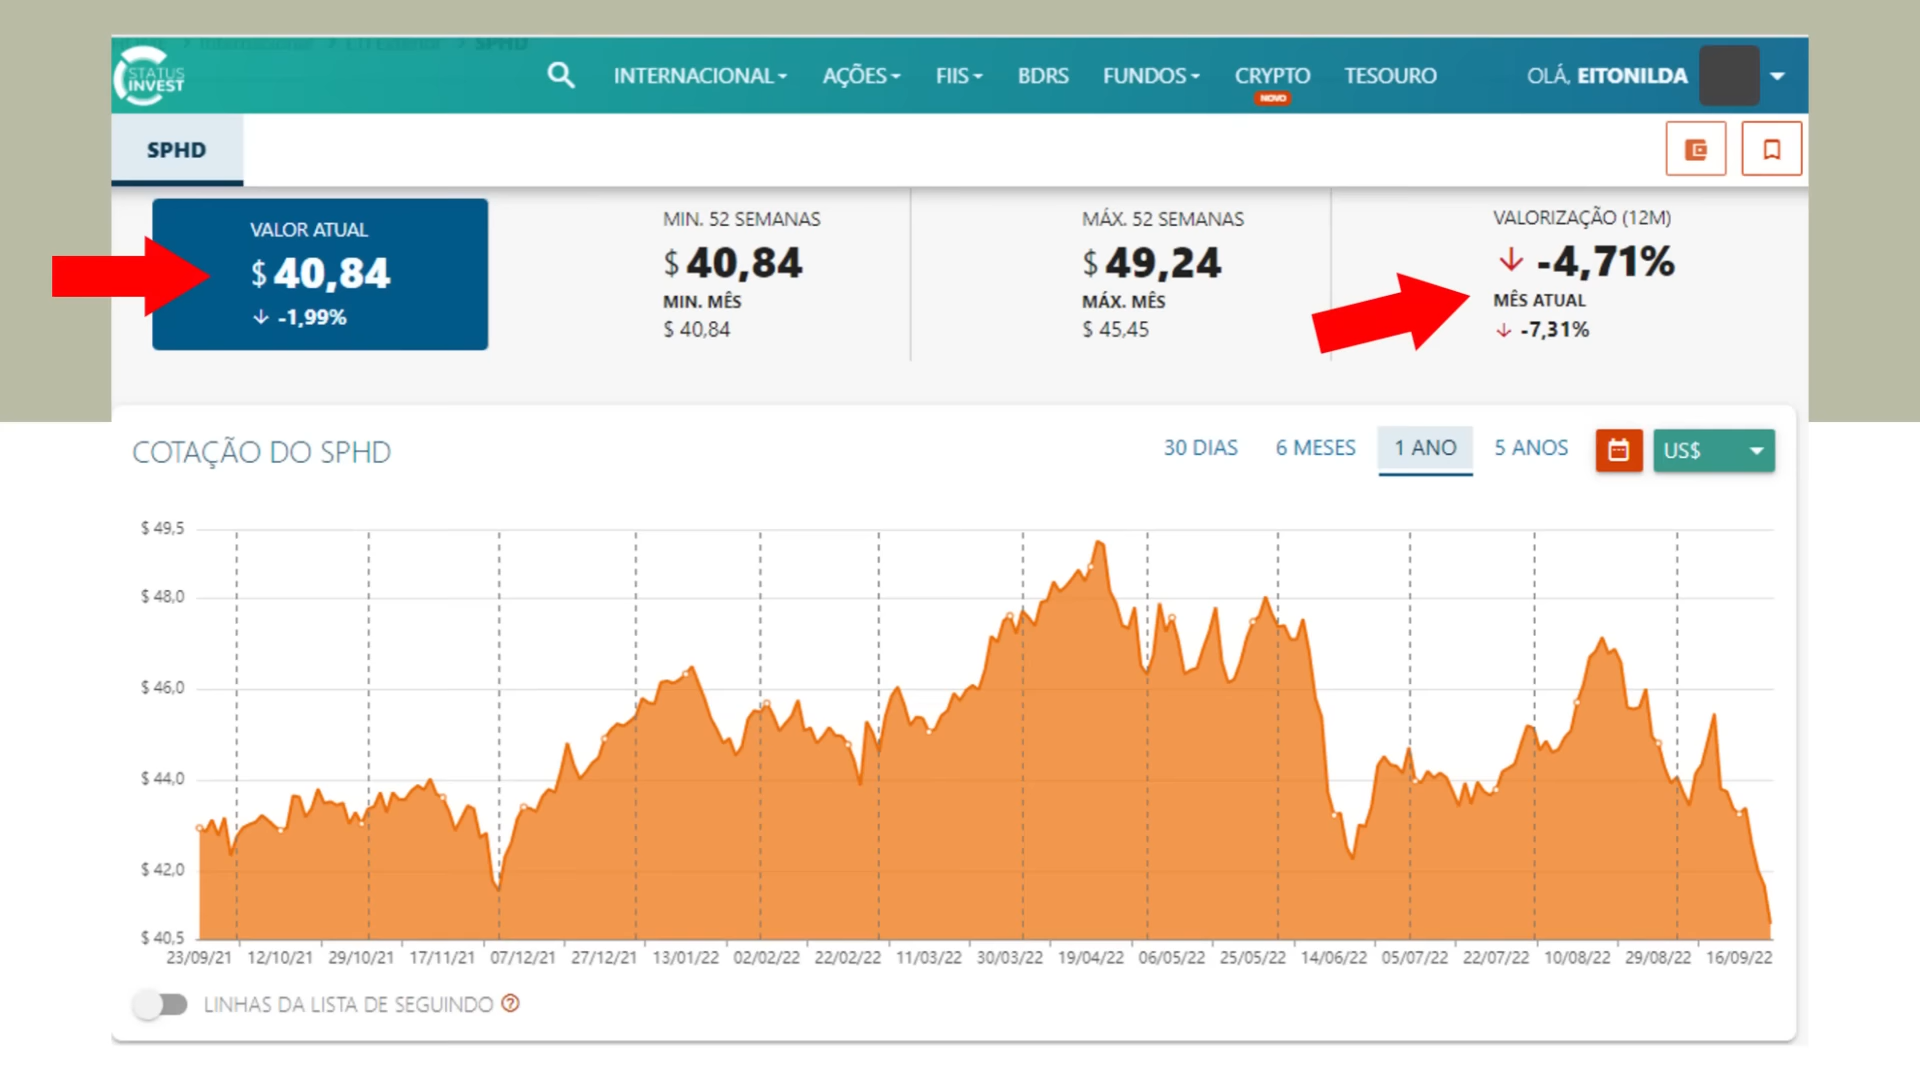 SPHD
STATUS
INVEST
INTERNACIONAL
AÇÕES
FIIS
BDRS
FUNDOS
CRYPTO
NOVO
TESOURO
OLÁ, EITONILDA
SPHD
VALOR ATUAL
$ 40,84
-1,99%
MIN. 52 SEMANAS
$ 40,84
MIN. MÊS
$ 40,84
MÁX. 52 SEMANAS
$ 49,24
MÁX. MÊS
$ 45,45
VALORIZAÇÃO (12M)
-4,71%
MÊS ATUAL
-7,31%
COTAÇÃO DO SPHD
30 DIAS
6 MESES
1 ANO
5 ANOS
US$
$ 49,5
$ 48,0
$ 46,0
$ 44,0
$ 42,0
$ 40,5
23/09/21 12/10/21 29/10/21 17/11/21 07/12/21 27/12/21 13/01/22 02/02/22 22/02/22 11/03/22 30/03/22 19/04/22 06/05/22 25/05/22 14/06/22 05/07/22 22/07/22 10/08/22 29/08/22 16/09/22
LINHAS DA LISTA DE SEGUINDO